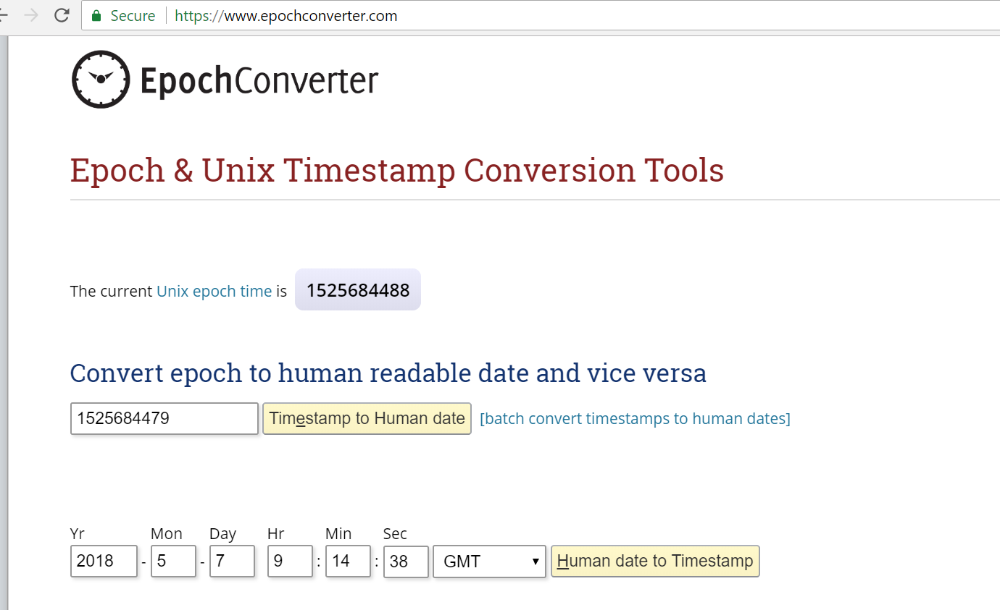 Secure https://www.epochconverter.com
EpochConverter
Epoch & Unix Timestamp Conversion Tools
The current Unix epoch time is 1525684488
Convert epoch to human readable date and vice versa
1525684479 Timestamp to Human date [batch convert timestamps to human dates]
Yr Mon Day Hr Min Sec
2018 - 5 - 7 9 : 14 : 38 GMT Human date to Timestamp